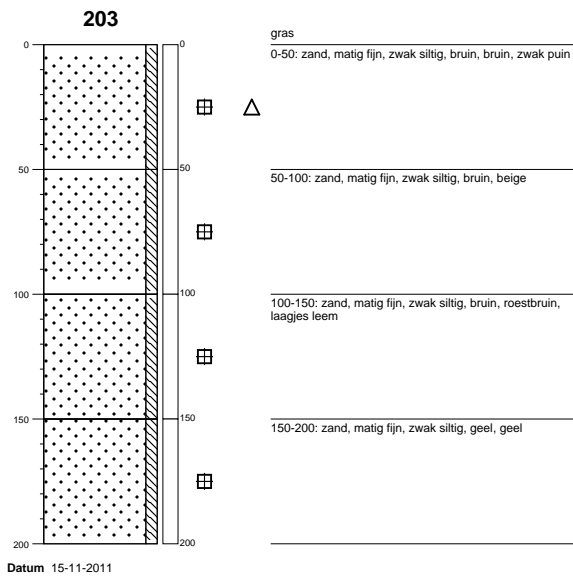 203
gras
0
0
0-50: zand, matig fijn, zwak siltig, bruin, bruin, zwak puin
50
50
50-100: zand, matig fijn, zwak siltig, bruin, beige
100
100
100-150: zand, matig fijn, zwak siltig, bruin, roestbruin,
laagjes leem
150
150
150-200: zand, matig fijn, zwak siltig, geel, geel
200
200
Datum 15-11-2011